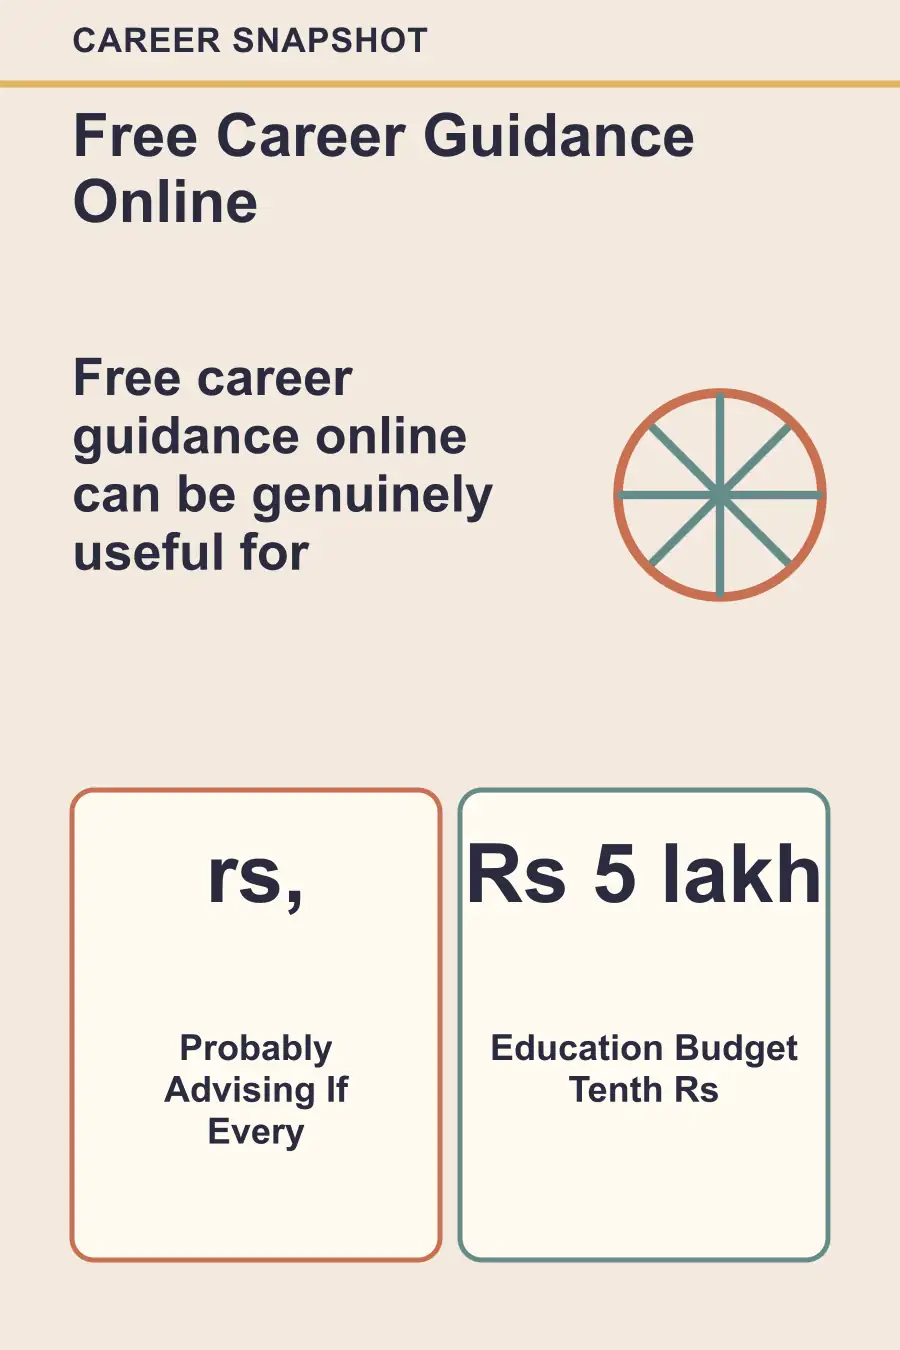 CAREER SNAPSHOT
Free Career Guidance
Online
Free career
guidance online
can be genuinely
useful for
rs,
Probably
Advising If
Every
Rs 5 lakh
Education Budget
Tenth Rs